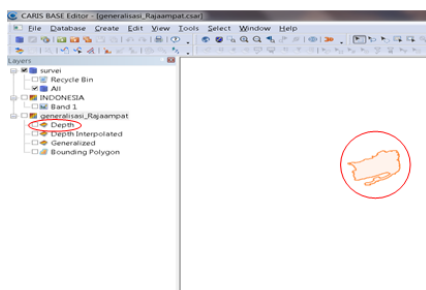 CARIS BASE Editor - [generalisasi_Rajaampat.csar]
File Database Create Edit View Tools Select Window Help
Layers
survei
Recycle Bin
All
INDONESIA
Band 1
generalisasi_Rajaampat
Depth
Depth Interpolated
Generalized
Bounding Polygon